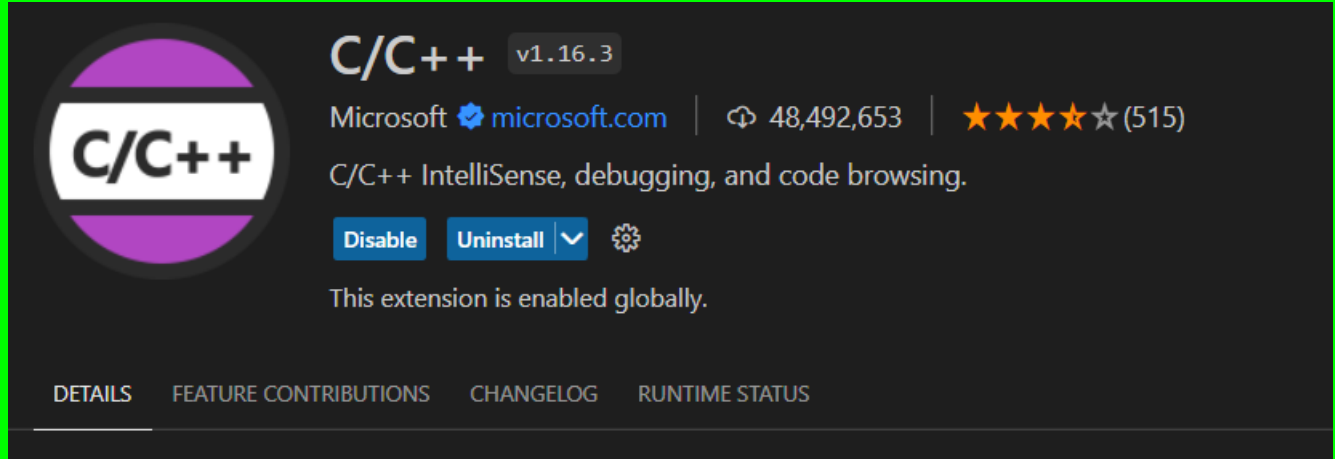 C/C++
C/C++ v1.16.3
Microsoft microsoft.com 48,492,653 (515)
C/C++ IntelliSense, debugging, and code browsing.
Disable Uninstall
This extension is enabled globally.
DETAILS FEATURE CONTRIBUTIONS CHANGELOG RUNTIME STATUS